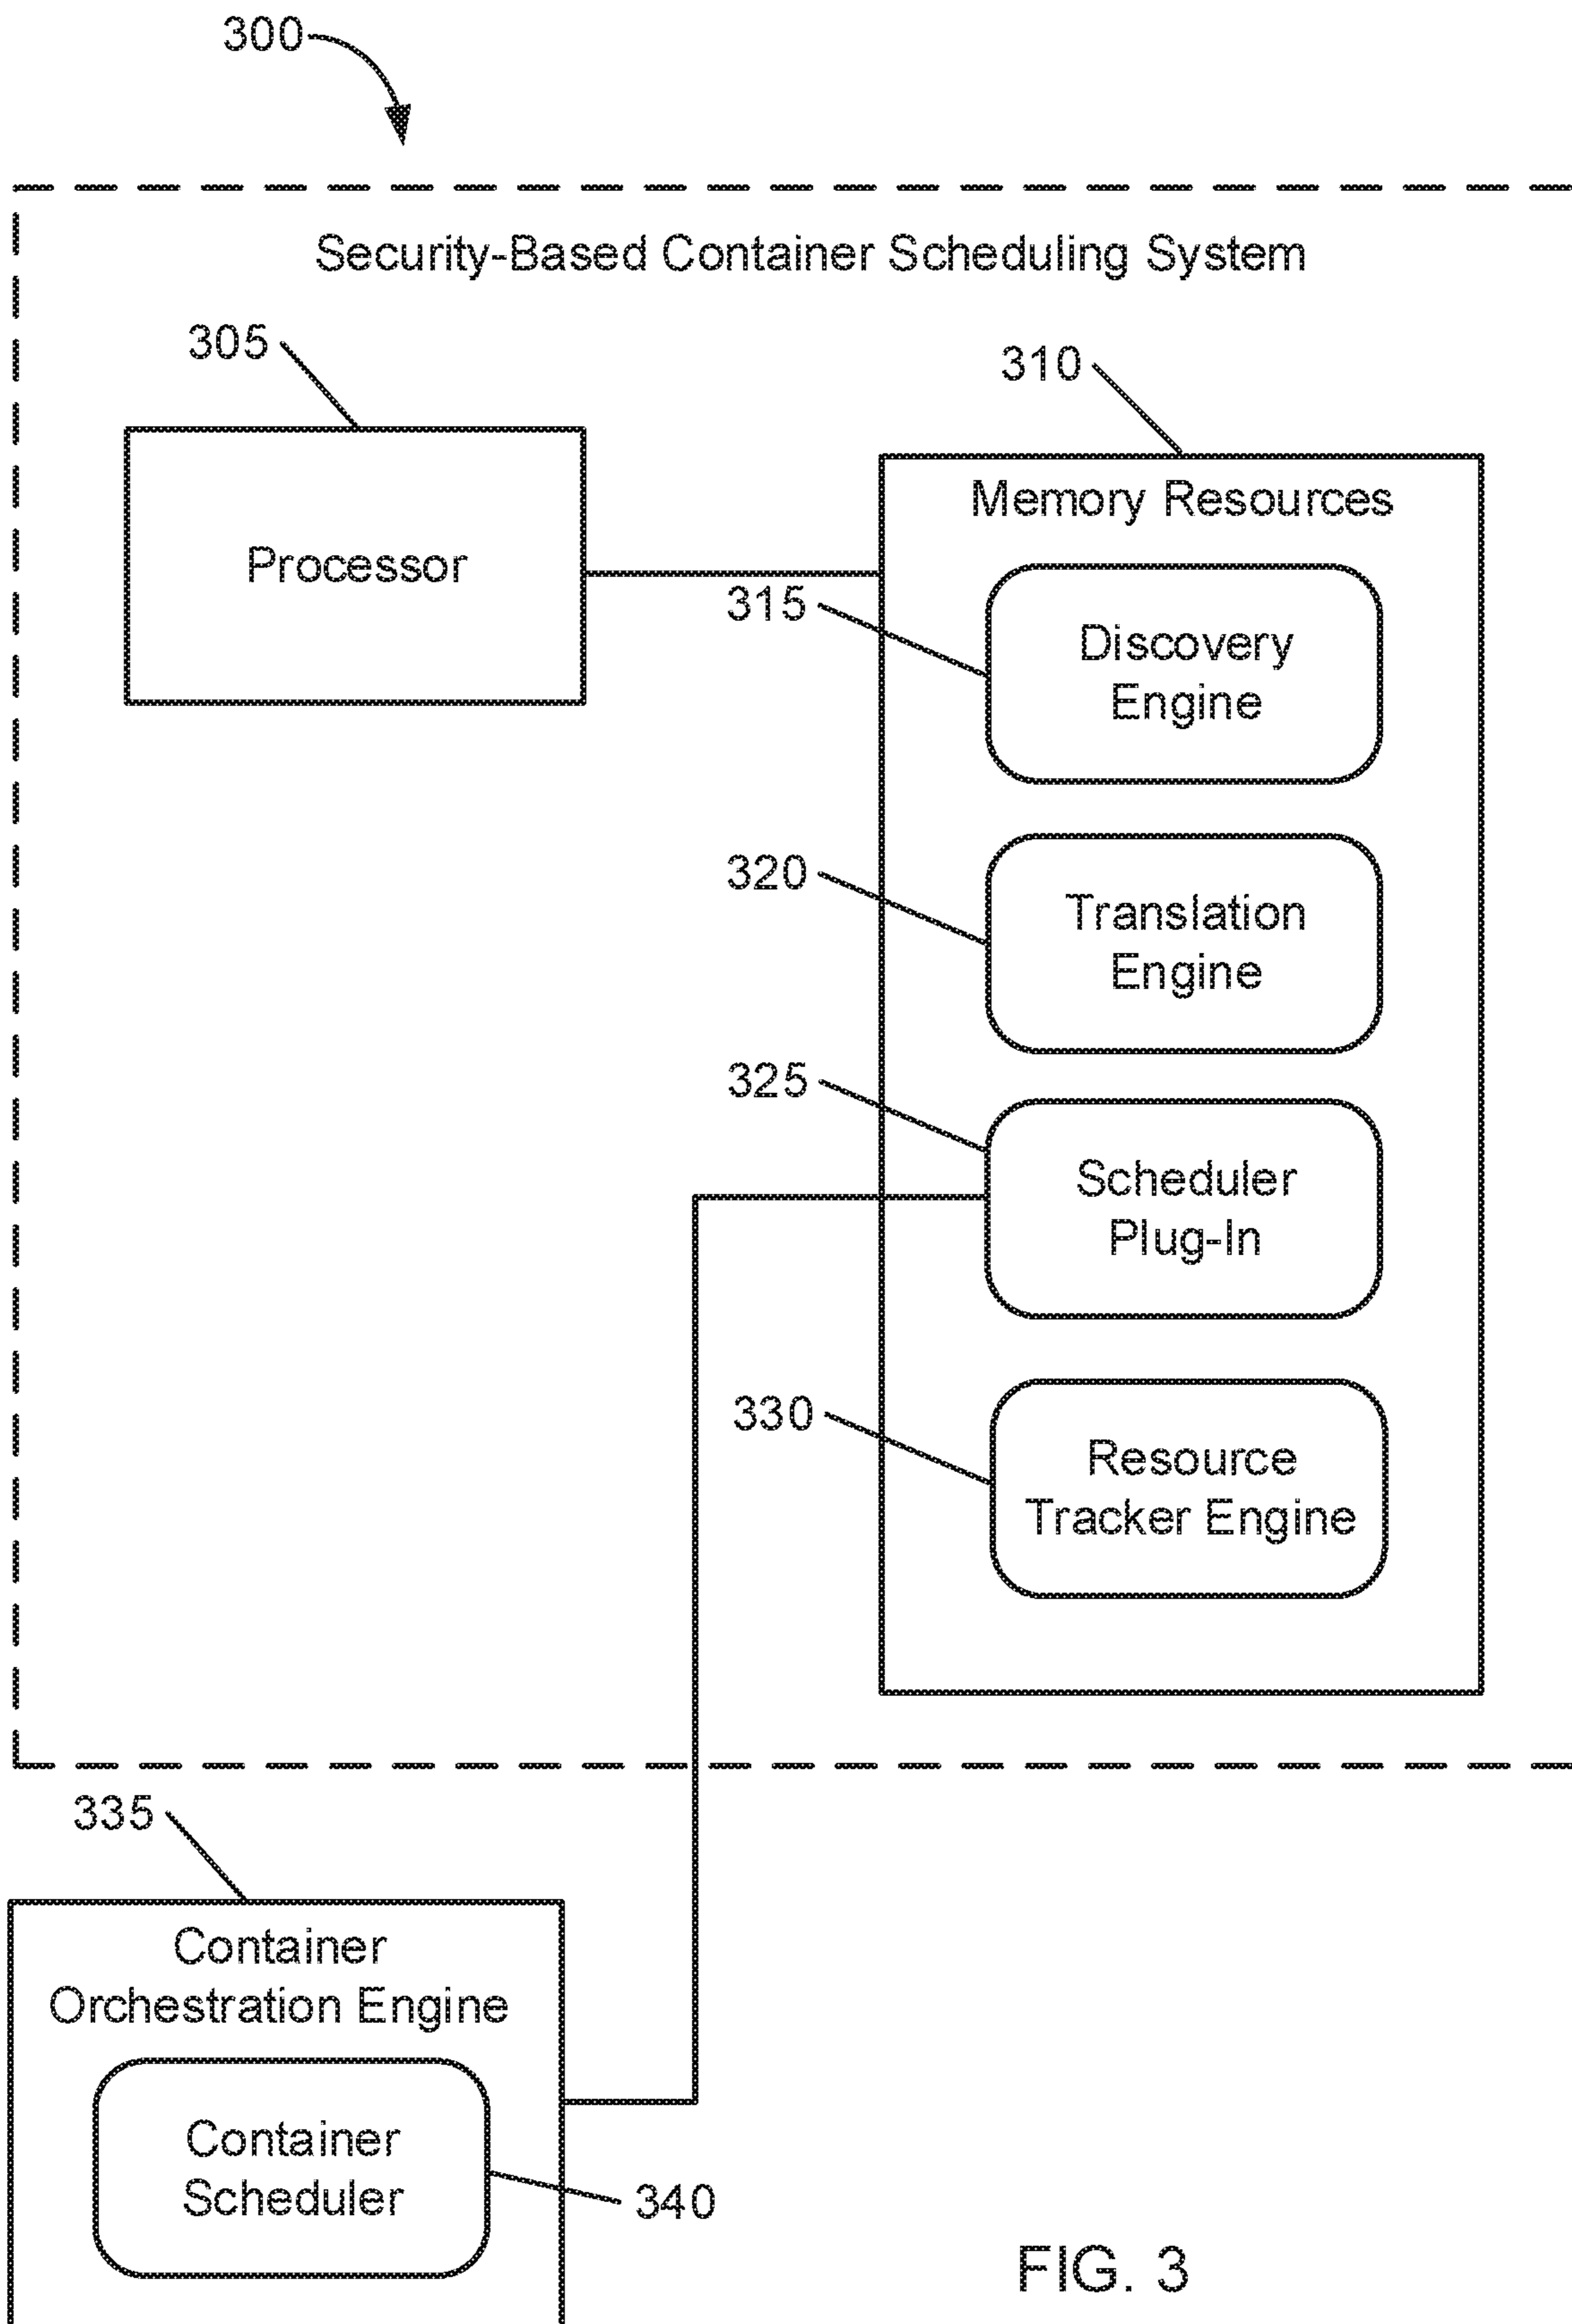 300
Security-Based Container Scheduling System
305
310
Memory Resources
Processor
315
Discovery
Engine
320
Translation
Engine
325
Scheduler
Plug-In
330
Resource
Tracker Engine
335
Container
Orchestration Engine
Container
Scheduler
340
FIG. 3